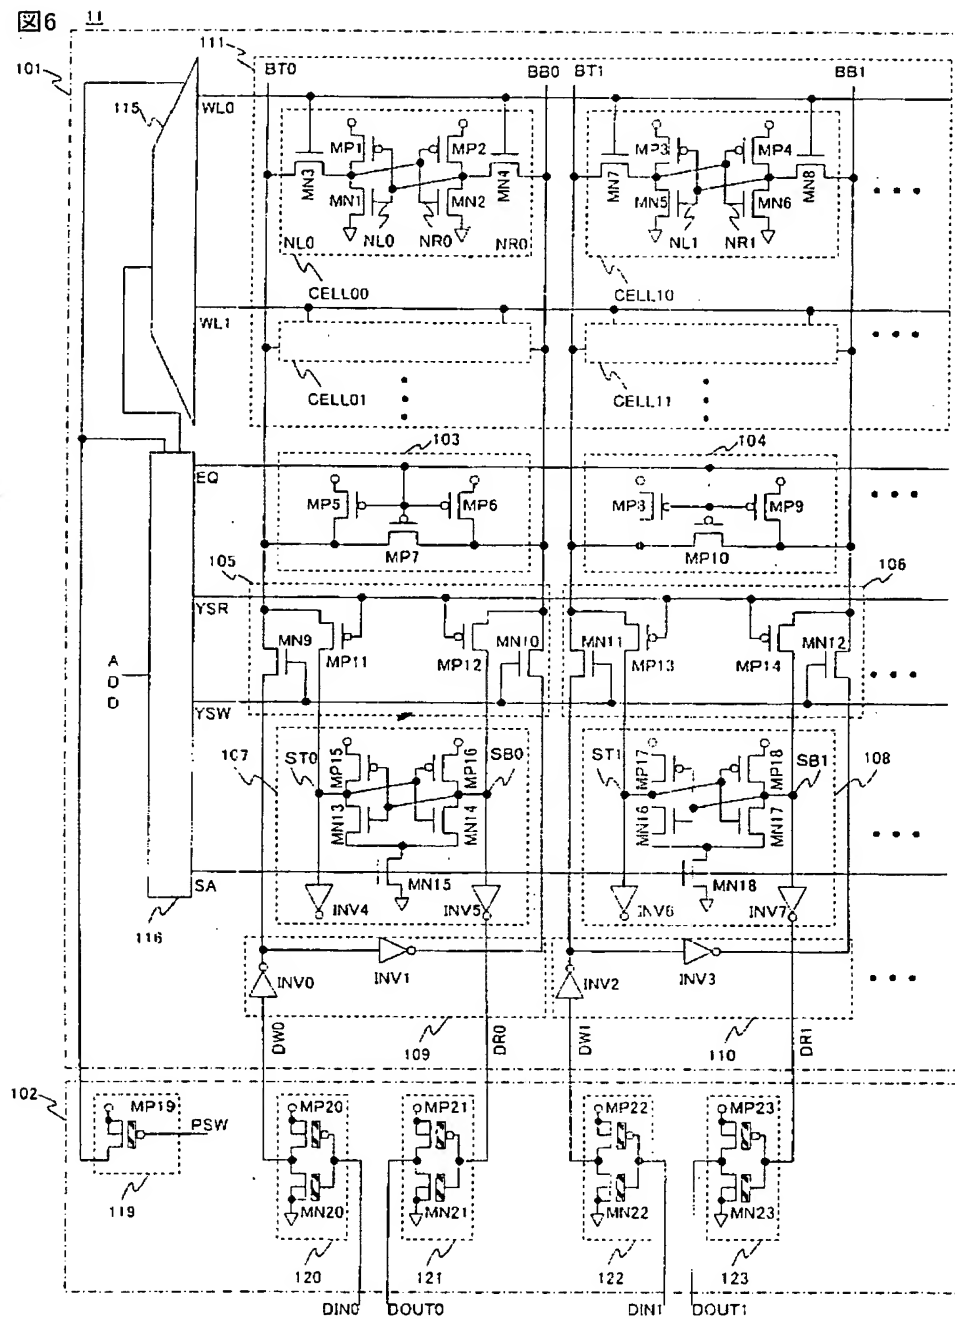 図6
11
101
111
BT0
BB0
BT1
BB1
115
WL0
MP1
MP2
MP3
MP4
MN3
MN4
MN7
MN8
MN1
MN2
MN5
MN6
NL0
NL0
NR0
NR0
NL1
NR1
CELL00
CELL10
WL1
CELL01
CELL11
103
104
EQ
MP5
MP6
MP8
MP9
MP7
MP10
105
106
YSR
MN9
MN10
MN11
MN12
MP11
MP12
MP13
MP14
ADD
YSW
107
ST0
MP15
MP16
SB0
ST1
MP17
MP18
SB1
108
MN13
MN14
MN16
MN17
SA
MN15
MN18
116
INV4
INV5
INV6
INV7
INV0
INV1
INV2
INV3
DW0
109
DR0
DW1
110
DR1
102
MP19
PSW
MP20
MP21
MP22
MP23
119
MN20
MN21
MN22
MN23
120
121
122
123
DIN0
DOUT0
DIN1
DOUT1